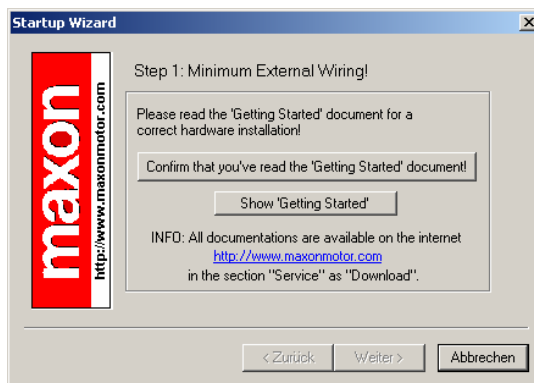 Startup Wizard
maxon
http://www.maxonmotor.com
Step 1: Minimum External Wiring!
Please read the 'Getting Started' document for a
correct hardware installation!
Confirm that you've read the 'Getting Started' document!
Show 'Getting Started'
INFO: All documentations are available on the internet
http://www.maxonmotor.com
in the section "Service" as "Download".
< Zurück
Weiter >
Abbrechen